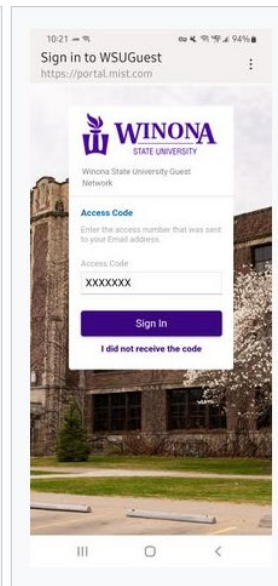 10:21
94%
Sign in to WSUGuest
https://portal.mist.com
WINONA
STATE UNIVERSITY
Winona State University Guest
Network
Access Code
Enter the access number that was sent
to your Email address.
Access Code
XXXXXXX
Sign In
I did not receive the code